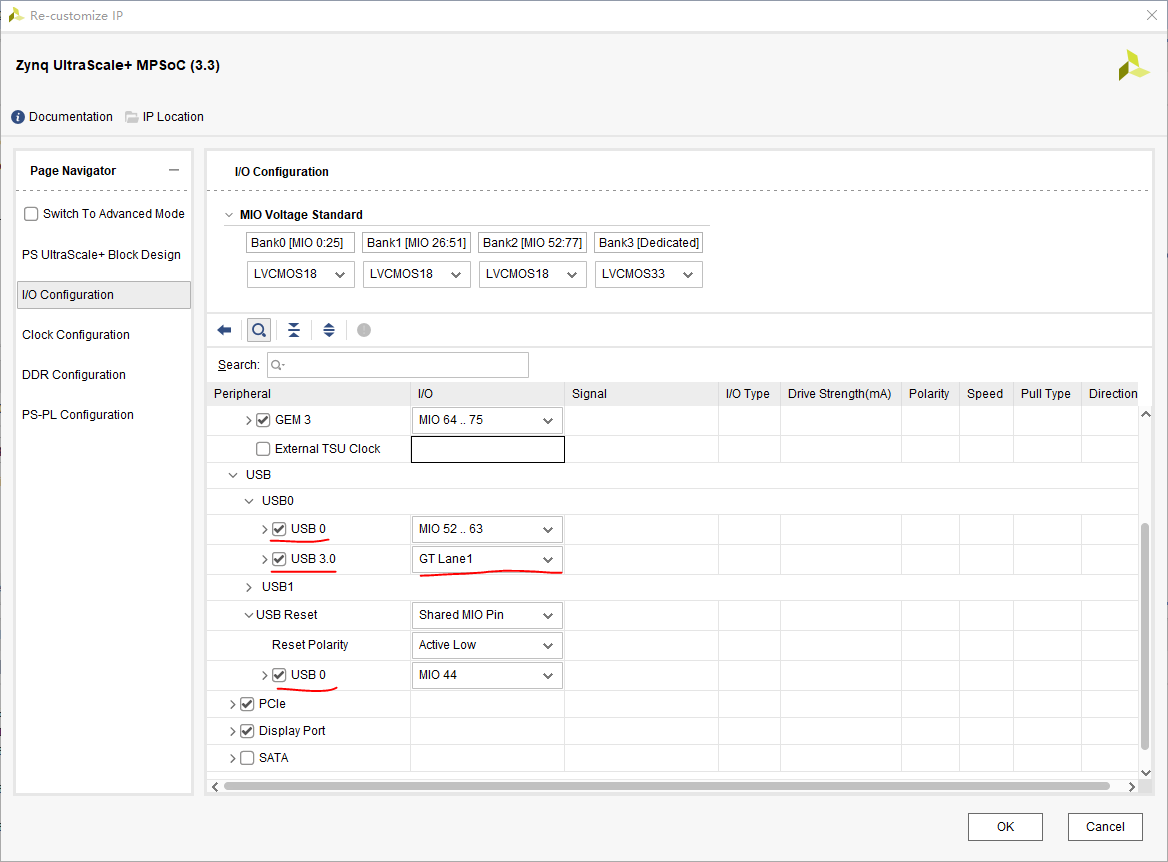 Re-customize IP
Zynq UltraScale+ MPSoC (3.3)
Documentation IP Location
Page Navigator
Switch To Advanced Mode
PS UltraScale+ Block Design
I/O Configuration
Clock Configuration
DDR Configuration
PS-PL Configuration
I/O Configuration
MIO Voltage Standard
Bank0 [MIO 0:25] Bank1 [MIO 26:51] Bank2 [MIO 52:77] Bank3 [Dedicated]
LVCMOS18 LVCMOS18 LVCMOS18 LVCMOS33
Search:
Peripheral I/O Signal I/O Type Drive Strength(mA) Polarity Speed Pull Type Direction
GEM 3 MIO 64 .. 75
External TSU Clock
USB
USB0
USB 0 MIO 52 .. 63
USB 3.0 GT Lane1
USB1
USB Reset Shared MIO Pin
Reset Polarity Active Low
USB 0 MIO 44
PCIe
Display Port
SATA
OK Cancel